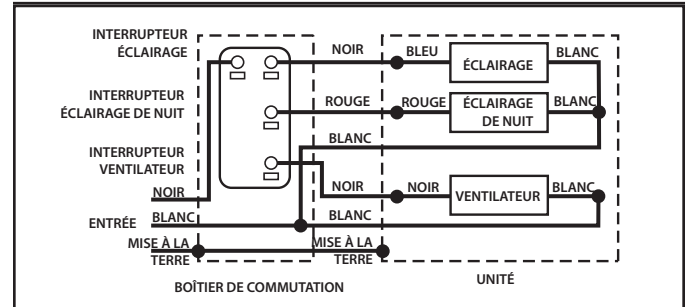 INTERRUPTEUR
ÉCLAIRAGE
NOIR
BLEU
ÉCLAIRAGE
BLANC
INTERRUPTEUR
ÉCLAIRAGE DE NUIT
ROUGE
ROUGE
ÉCLAIRAGE
DE NUIT
BLANC
BLANC
INTERRUPTEUR
VENTILATEUR
NOIR
NOIR
NOIR
VENTILATEUR
BLANC
ENTRÉE
BLANC
BLANC
MISE À LA
TERRE
MISE À LA
TERRE
BOÎTIER DE COMMUTATION
UNITÉ